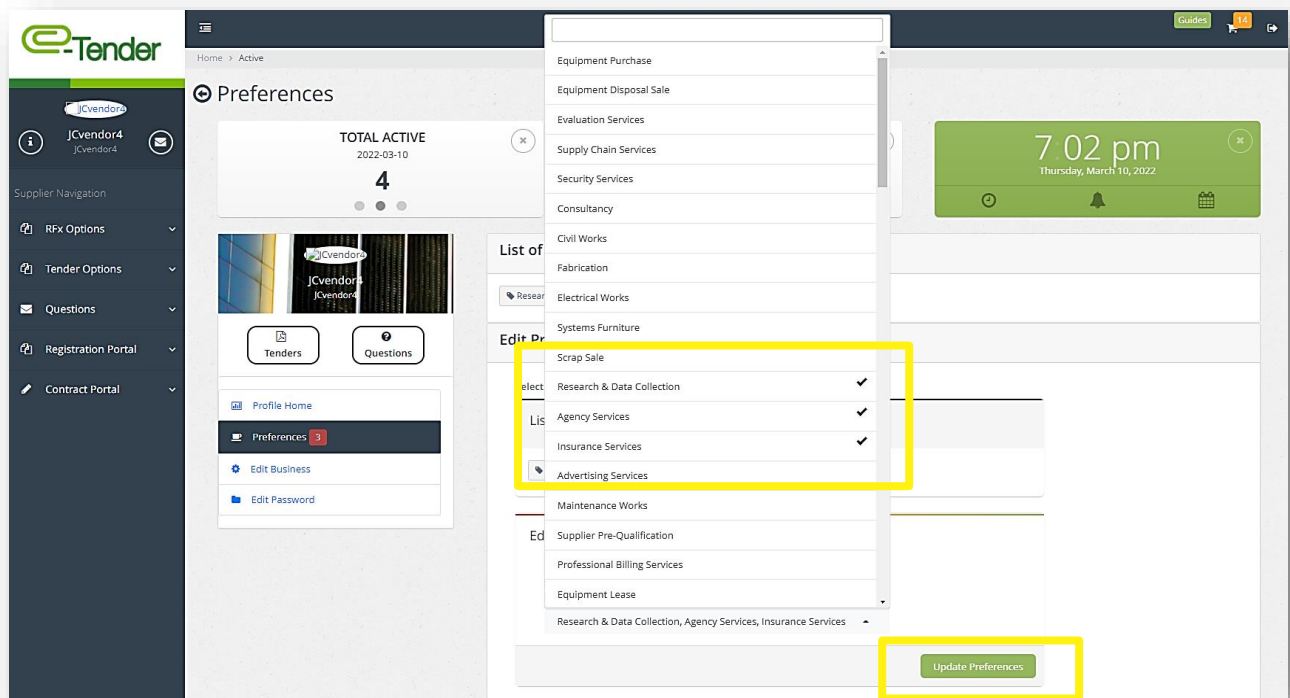 e-Tender
Guides
14
Home > Active
Preferences
JCvendor4
JCvendor4
JCvendor4
Supplier Navigation
RFx Options
Tender Options
Questions
Registration Portal
Contract Portal
TOTAL ACTIVE
2022-03-10
4
7:02 pm
Thursday, March 10, 2022
JCvendor4
JCvendor4
JCvendor4
Tenders
Questions
Profile Home
Preferences 3
Edit Business
Edit Password
List of
Edit Pr
Equipment Purchase
Equipment Disposal Sale
Evaluation Services
Supply Chain Services
Security Services
Consultancy
Civil Works
Fabrication
Electrical Works
Systems Furniture
Scrap Sale
Research & Data Collection
Agency Services
Insurance Services
Advertising Services
Maintenance Works
Supplier Pre-Qualification
Professional Billing Services
Equipment Lease
Research & Data Collection, Agency Services, Insurance Services
Update Preferences